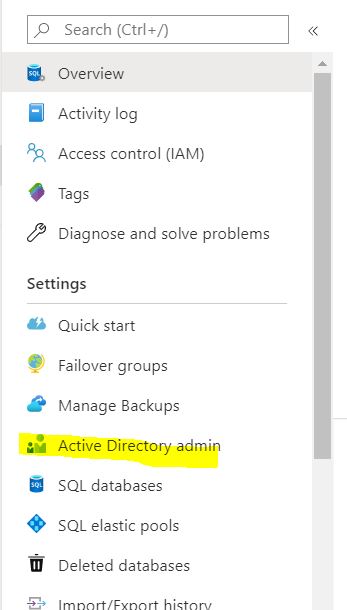 Search (Ctrl+/)
«
Overview
Activity log
Access control (IAM)
Tags
Diagnose and solve problems
Settings
Quick start
Failover groups
Manage Backups
Active Directory admin
SQL databases
SQL elastic pools
Deleted databases
Import/Export history